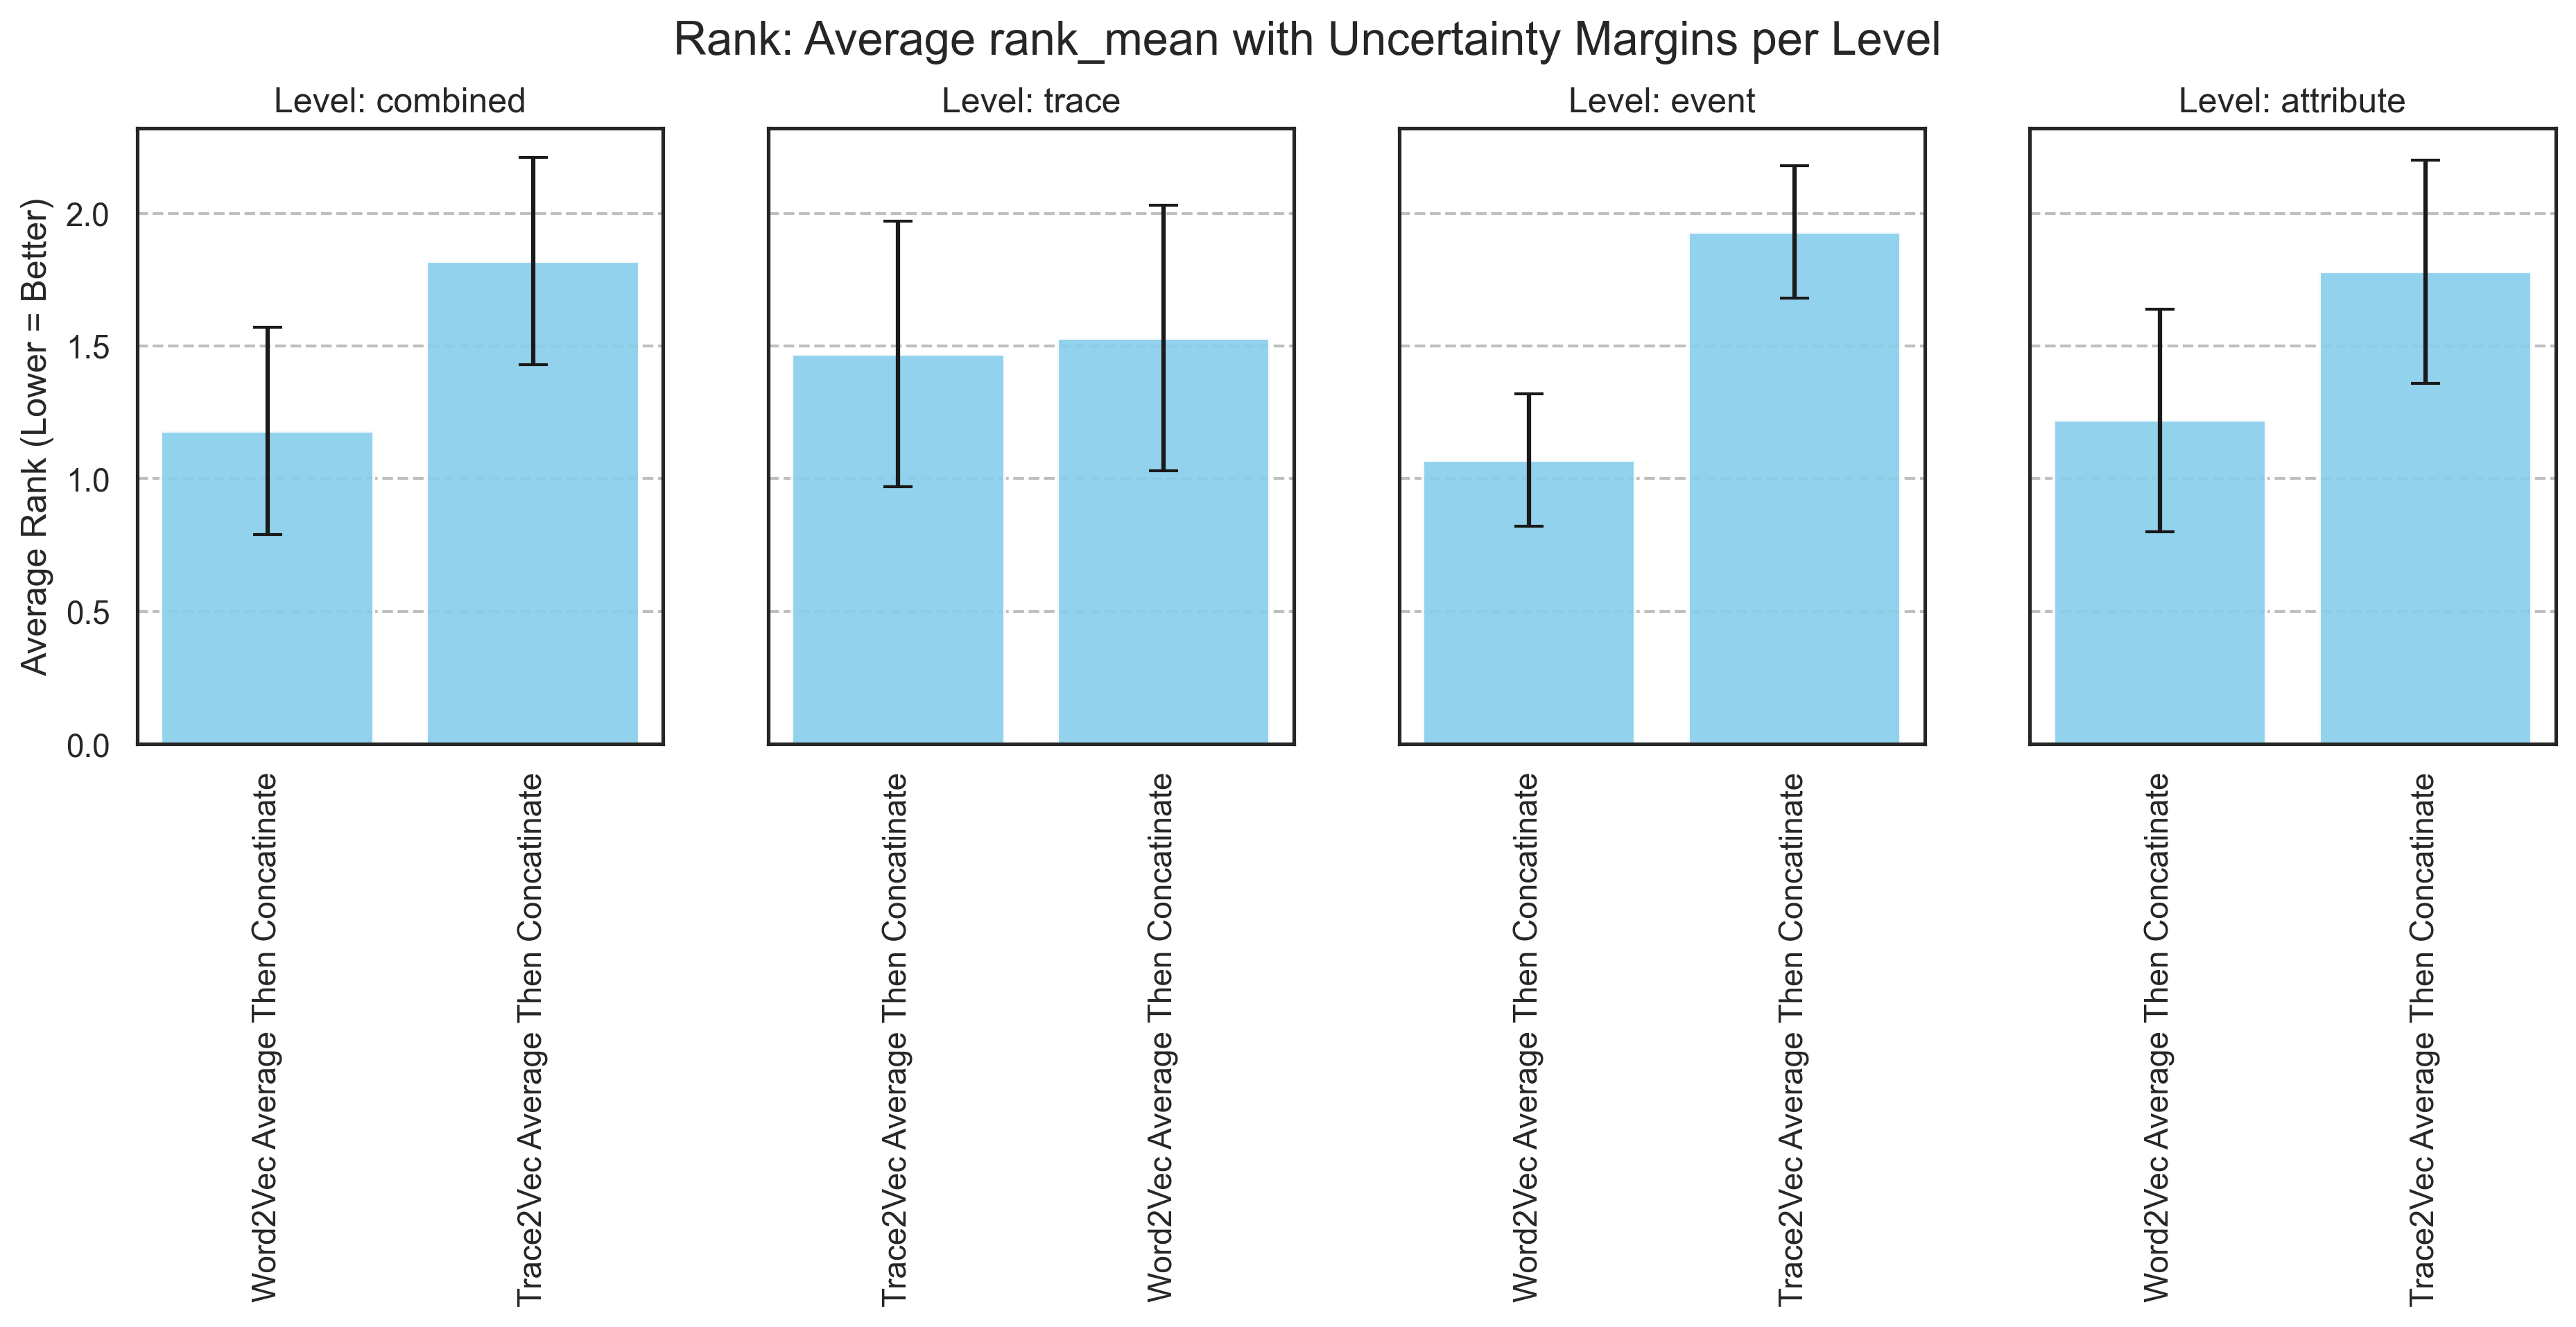 Rank: Average rank_mean with Uncertainty Margins per Level
Level: combined
Level: trace
Level: event
Level: attribute
Average Rank (Lower = Better)
2.0
1.5
1.0
0.5
0.0
Word2Vec Average Then Concatinate
Trace2Vec Average Then Concatinate
Trace2Vec Average Then Concatinate
Word2Vec Average Then Concatinate
Word2Vec Average Then Concatinate
Trace2Vec Average Then Concatinate
Word2Vec Average Then Concatinate
Trace2Vec Average Then Concatinate